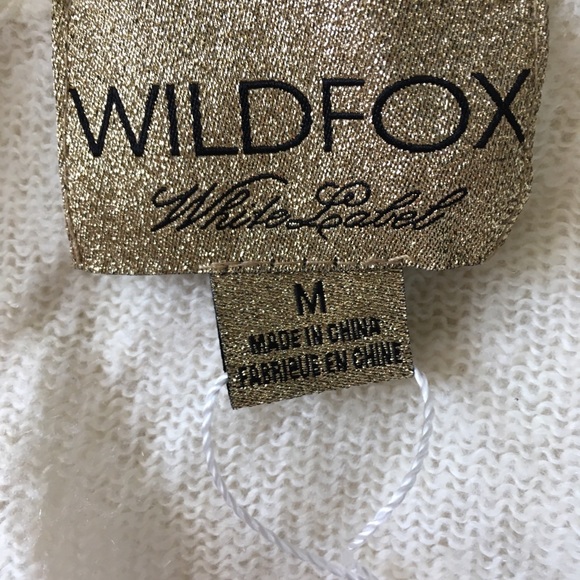 WILDFOX
White Label
M
MADE IN CHINA
FABRIQUE EN CHINE